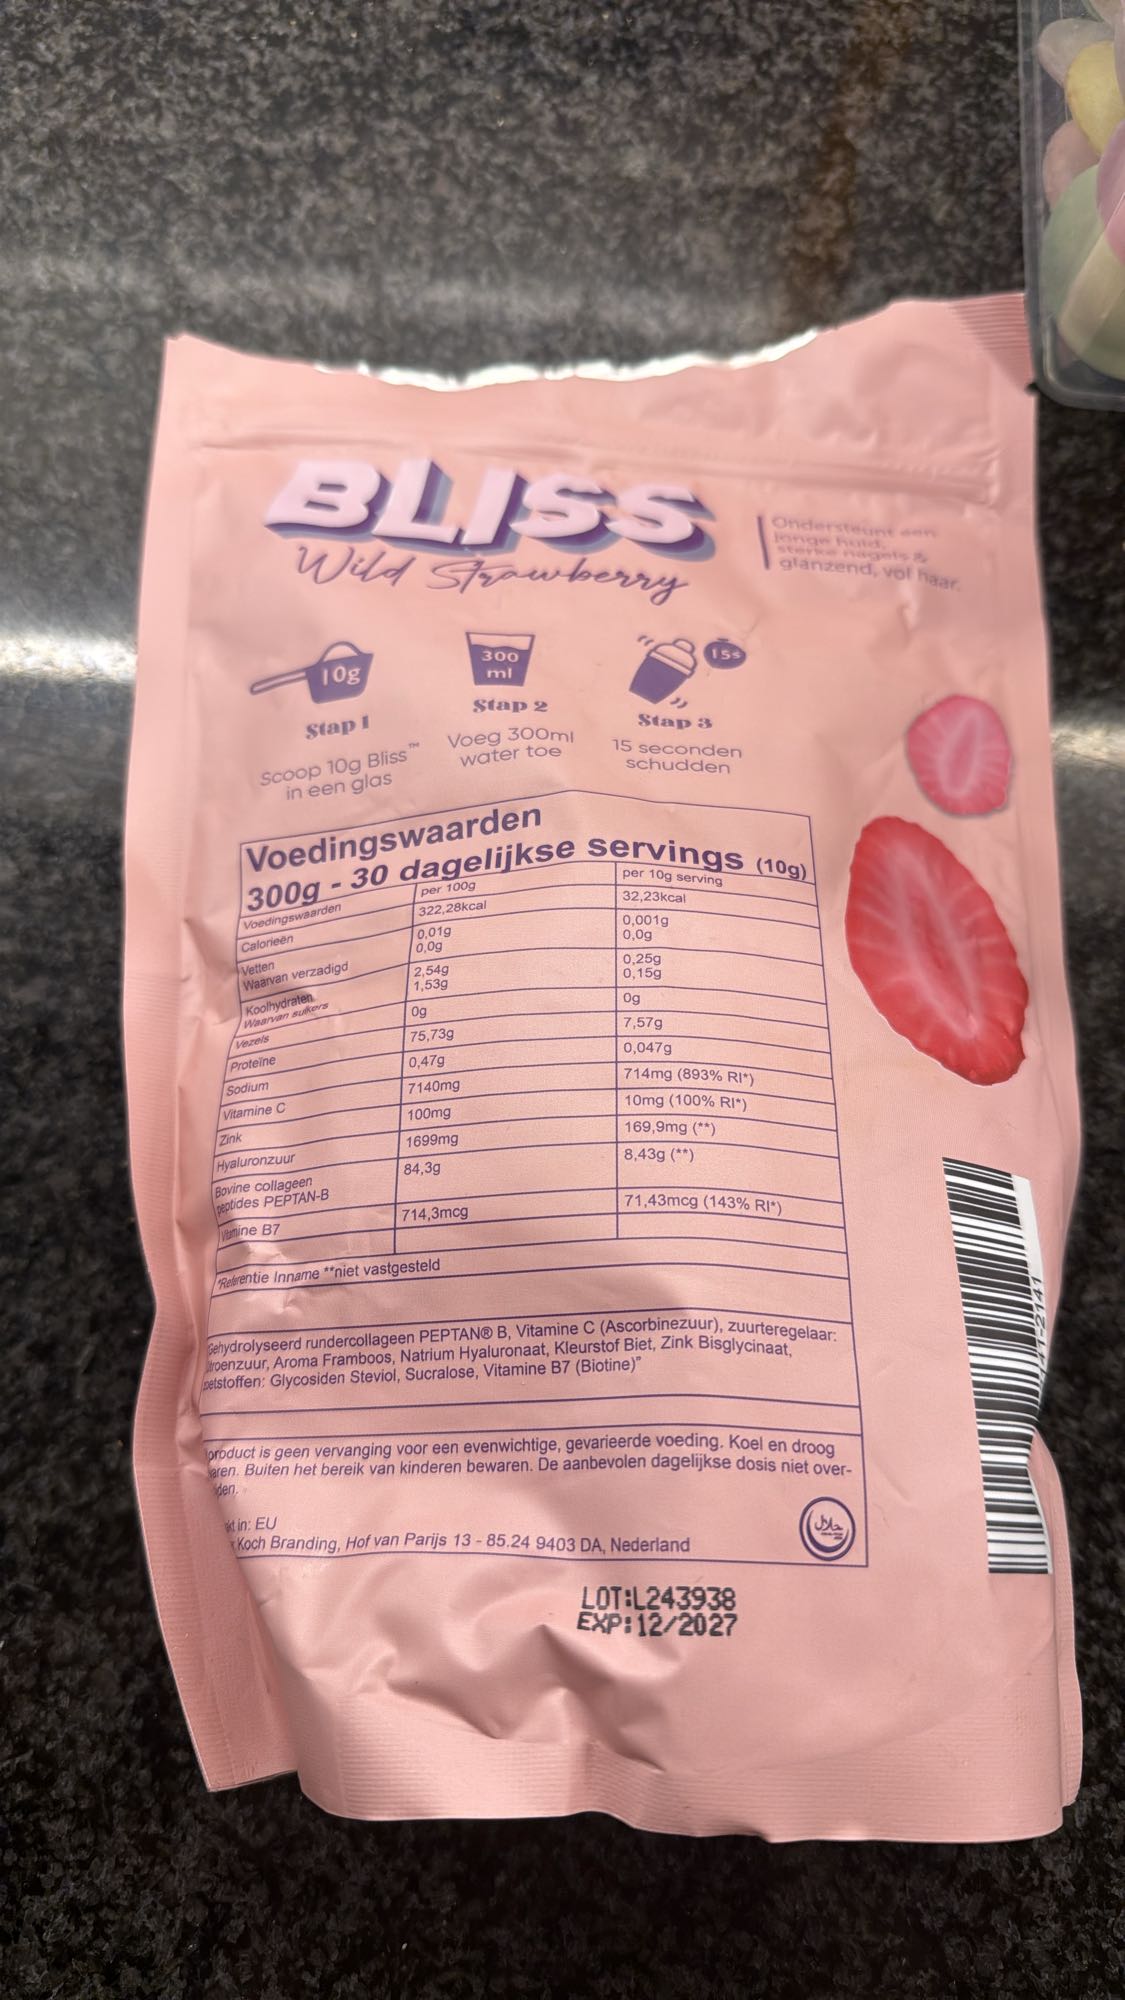 BLISS
Wild Strawberry
Ondersteunt een
jonge huid,
sterke nagels &
glanzend, vol haar.
10g
Stap 1
Scoop 10g Bliss™
in een glas
300
ml
Stap 2
Voeg 300ml
water toe
15s
Stap 3
15 seconden
schudden
Voedingswaarden
300g - 30 dagelijkse servings (10g)
Voedingswaarden per 100g per 10g serving
Calorieën 322,28kcal 32,23kcal
Vetten 0,01g 0,001g
Waarvan verzadigd 0,0g 0,0g
Koolhydraten 2,54g 0,25g
Waarvan suikers 1,53g 0,15g
Vezels 0g 0g
Proteïne 75,73g 7,57g
Sodium 0,47g 0,047g
Vitamine C 7140mg 714mg (893% RI*)
Zink 100mg 10mg (100% RI*)
Hyaluronzuur 1699mg 169,9mg (**)
Bovine collageen
peptides PEPTAN-B 84,3g 8,43g (**)
Vitamine B7 714,3mcg 71,43mcg (143% RI*)
*Referentie Inname **niet vastgesteld
Gehydrolyseerd rundercollageen PEPTAN® B, Vitamine C (Ascorbinezuur), zuurteregelaar:
itroenzuur, Aroma Framboos, Natrium Hyaluronaat, Kleurstof Biet, Zink Bisglycinaat,
oetstoffen: Glycosiden Steviol, Sucralose, Vitamine B7 (Biotine)"
product is geen vervanging voor een evenwichtige, gevarieerde voeding. Koel en droog
aren. Buiten het bereik van kinderen bewaren. De aanbevolen dagelijkse dosis niet over-
den.
kt in: EU
Koch Branding, Hof van Parijs 13 - 85.24 9403 DA, Nederland
حلال
LOT:L243938
EXP:12/2027